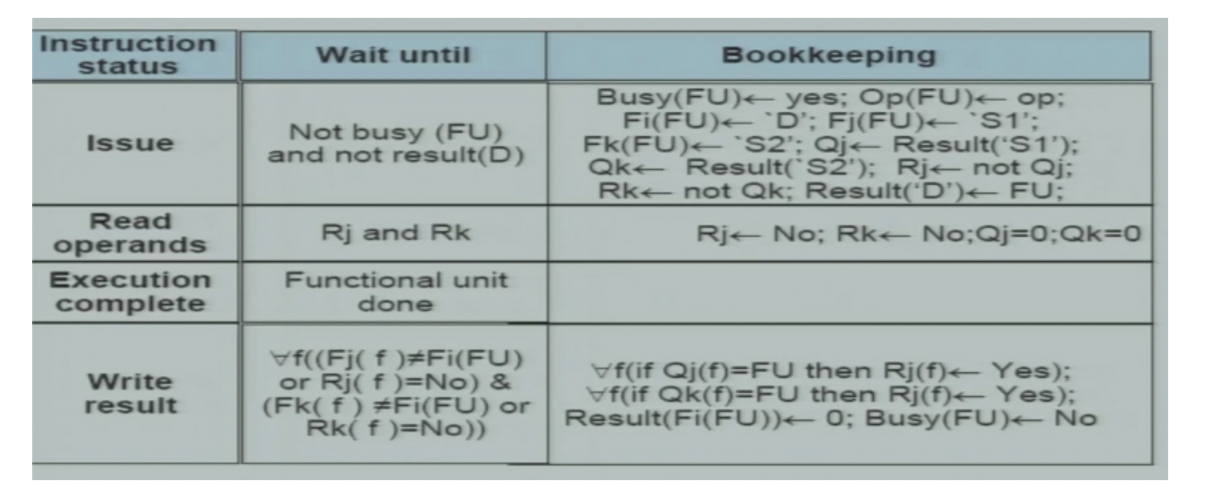 Instruction status
Wait until
Bookkeeping
Issue
Not busy (FU)
and not result(D)
Busy(FU)← yes; Op(FU)← op;
Fi(FU)← `D'; Fj(FU)← `S1';
Fk(FU)← `S2'; Qj← Result('S1');
Qk← Result(`S2'); Rj← not Qj;
Rk← not Qk; Result('D')← FU;
Read
operands
Rj and Rk
Rj← No; Rk← No;Qj=0;Qk=0
Execution
complete
Functional unit
done
Write
result
∀f((Fj( f )≠Fi(FU)
or Rj( f )=No) &
(Fk( f ) ≠Fi(FU) or
Rk( f )=No))
∀f(if Qj(f)=FU then Rj(f)← Yes);
∀f(if Qk(f)=FU then Rj(f)← Yes);
Result(Fi(FU))← 0; Busy(FU)← No